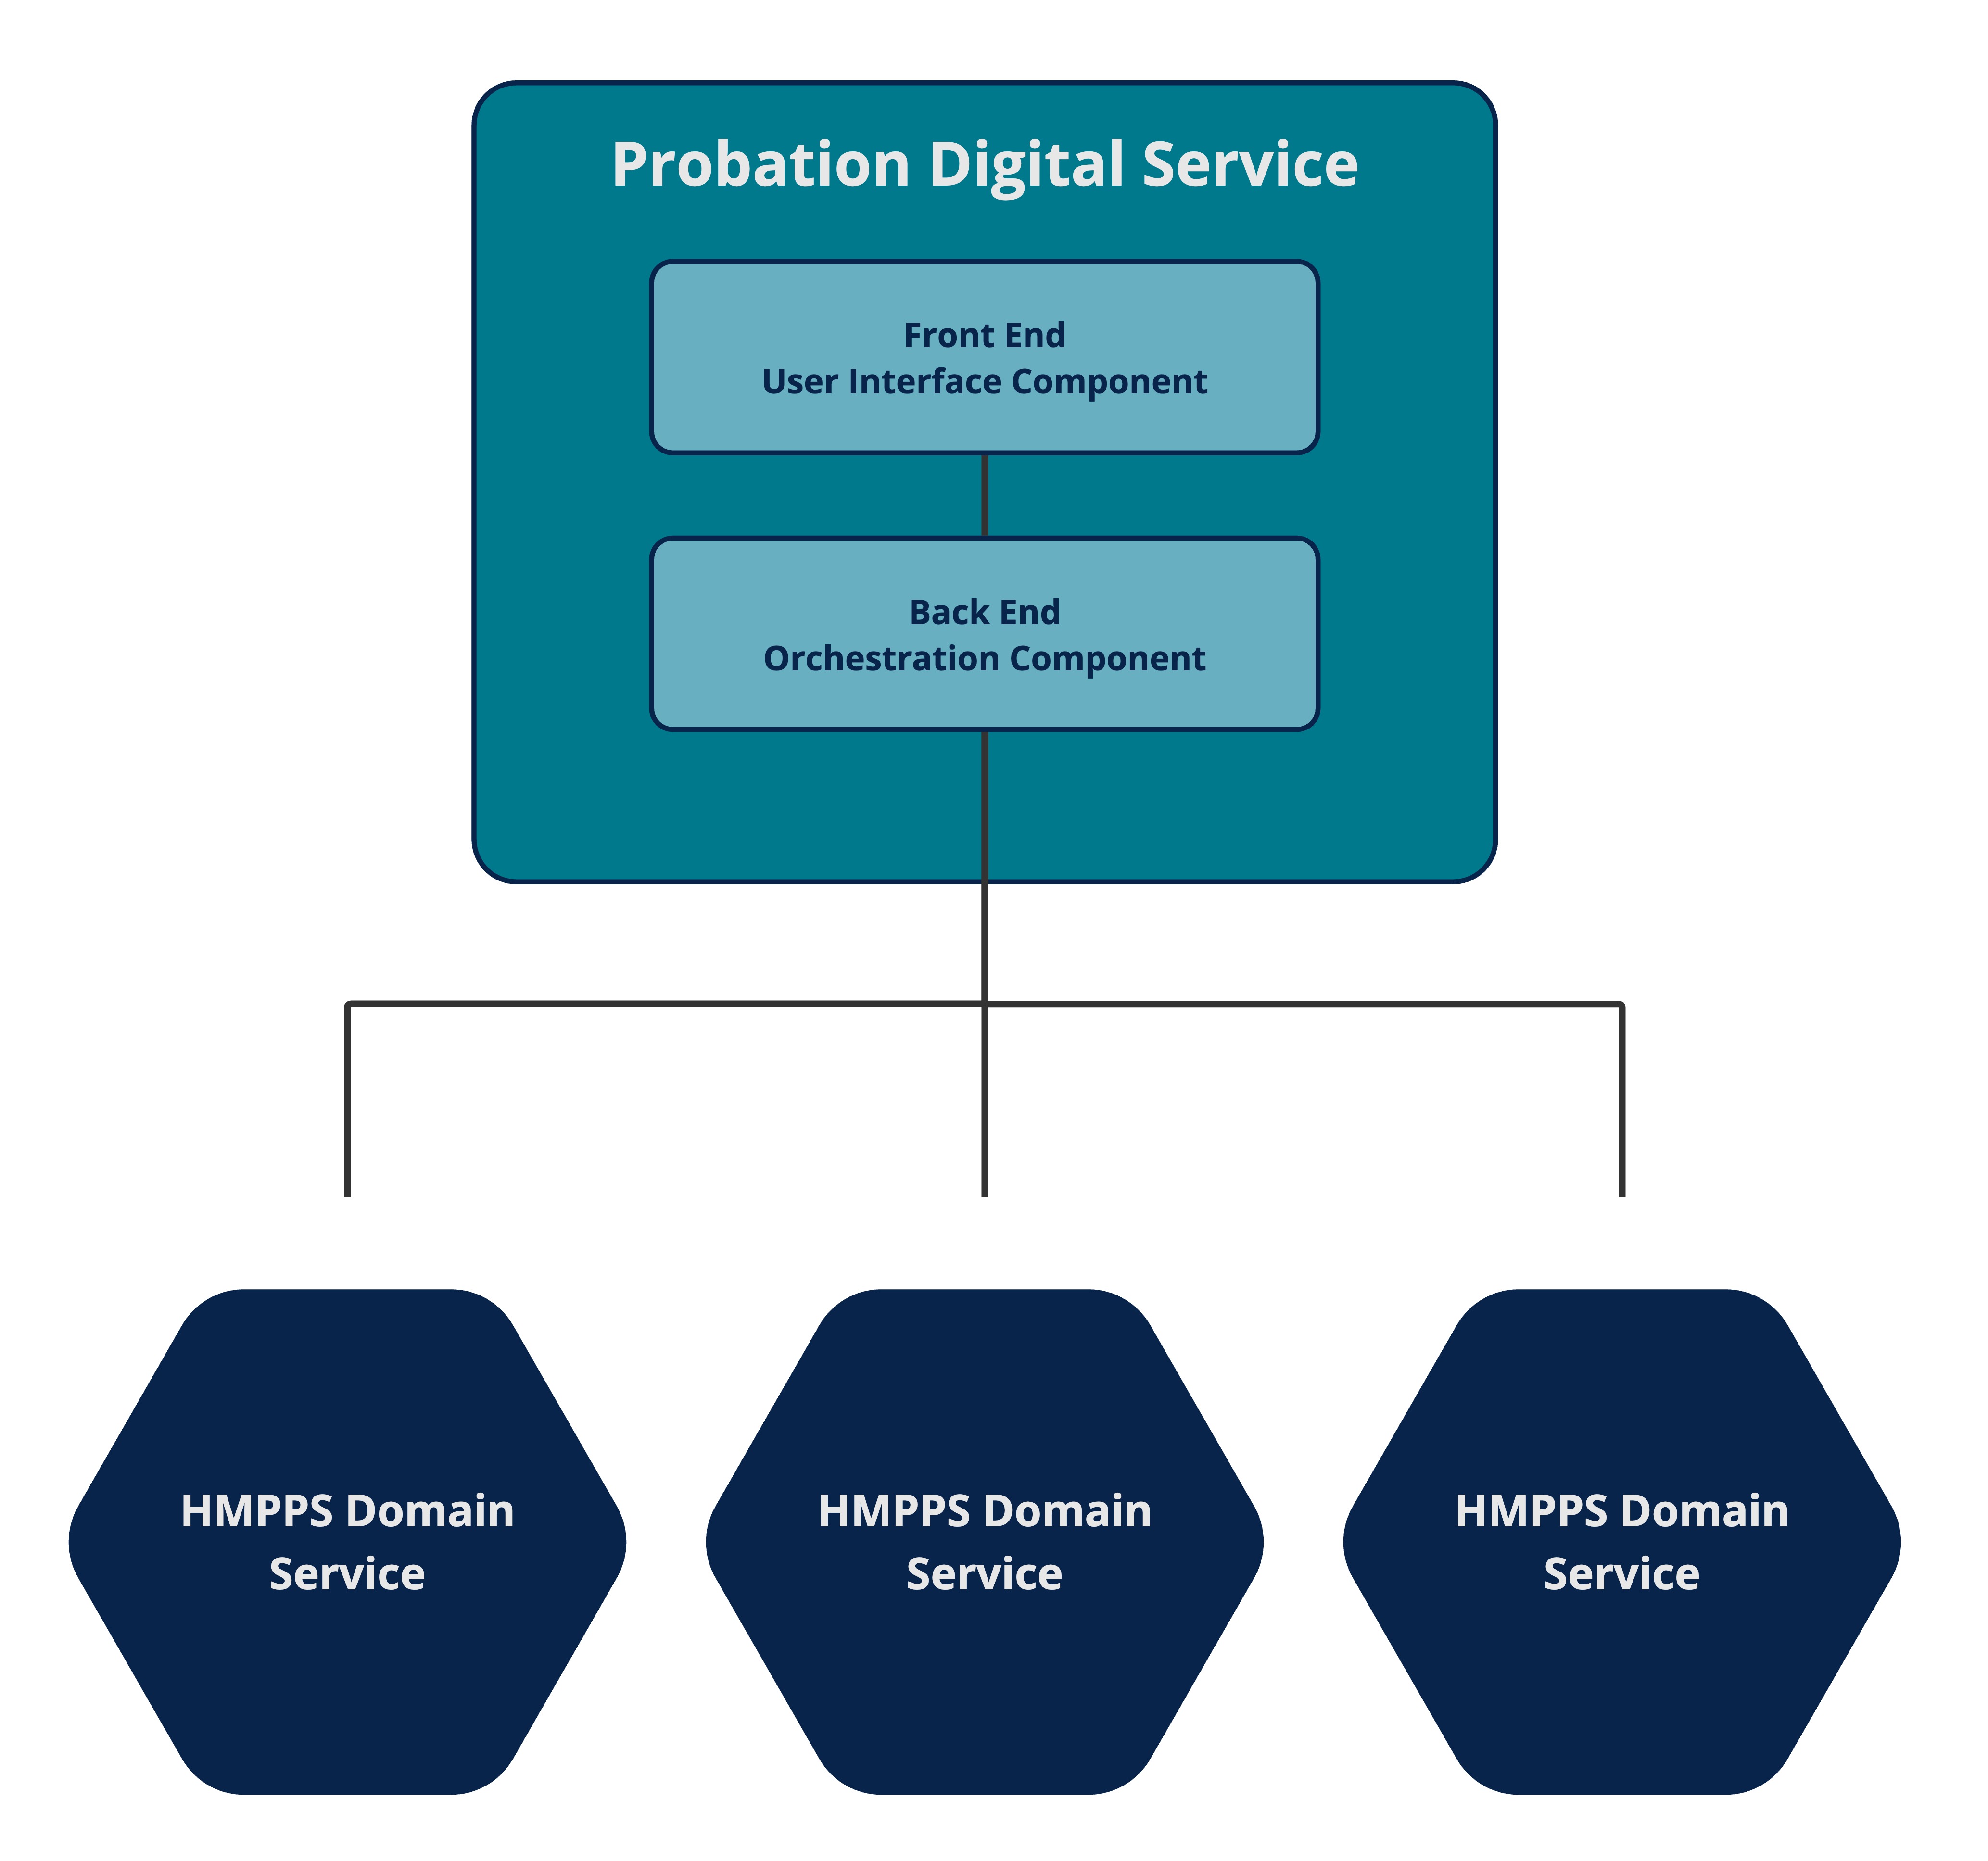 Probation Digital Service
Front End
User Interface Component
Back End
Orchestration Component
HMPPS Domain
Service
HMPPS Domain
Service
HMPPS Domain
Service